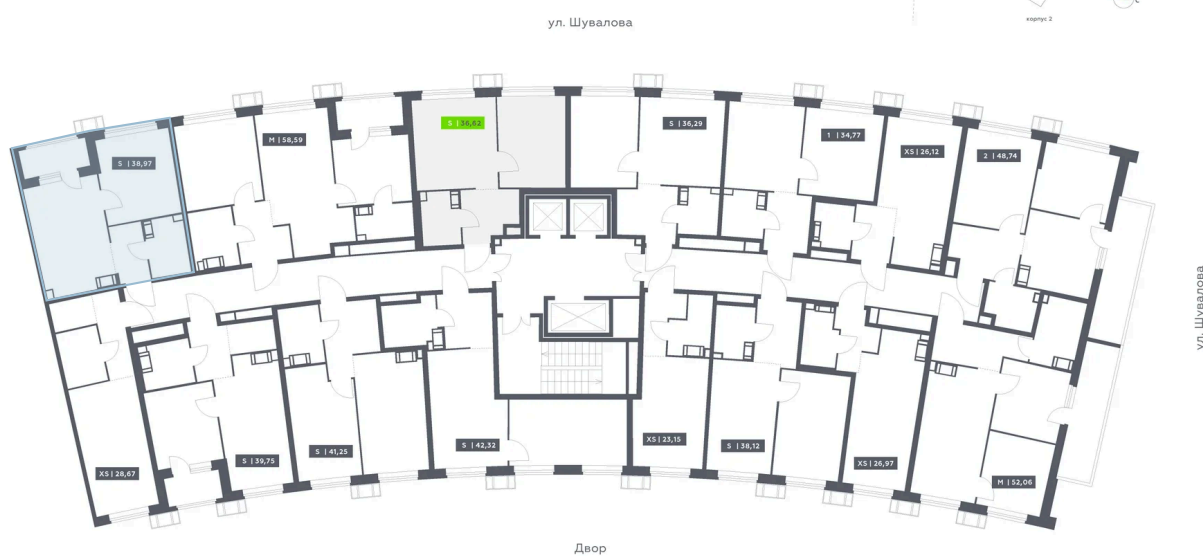 корпус 2
ул. Шувалова
S | 36,62
S | 36,29
1 | 34,77
M | 58,59
XS | 26,12
2 | 48,74
S | 38,97
ул. Шувалова
XS | 23,15
S | 42,32
S | 38,12
S | 41,25
S | 39,75
XS | 26,97
XS | 28,67
M | 52,06
Двор